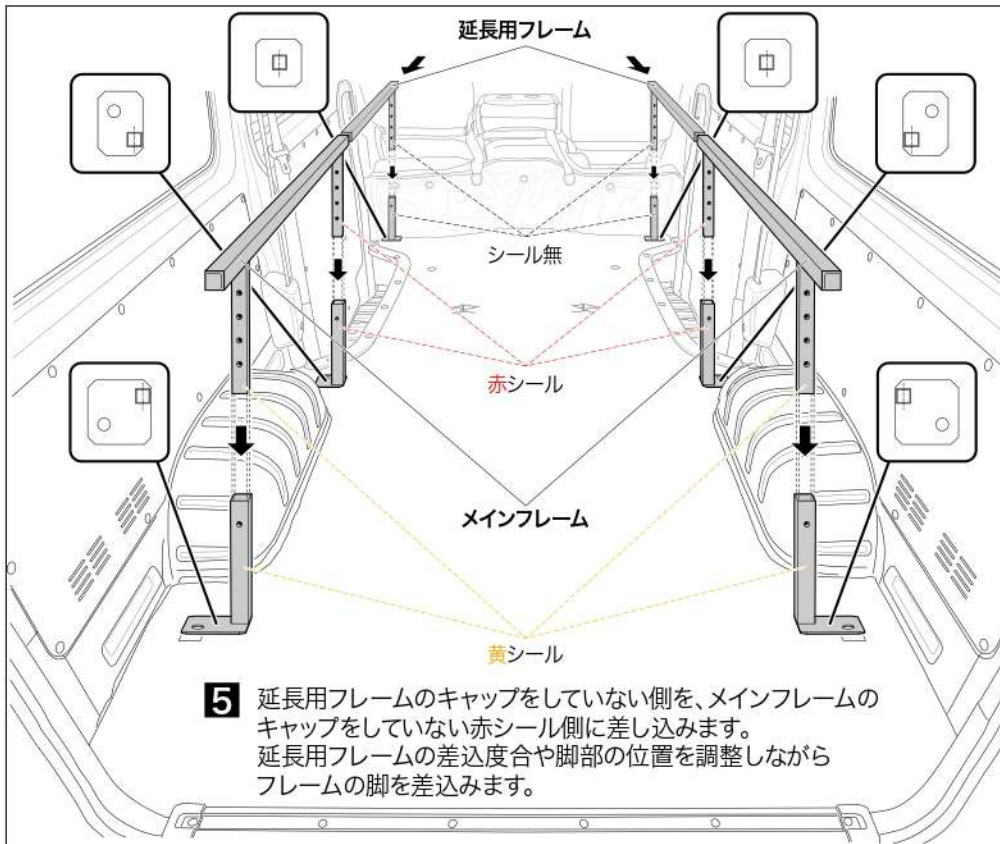 延長用フレーム
シール無
赤シール
メインフレーム
黄シール
5 延長用フレームのキャップをしていない側を、メインフレームの
キャップをしていない赤シール側に差し込みます。
延長用フレームの差込度合や脚部の位置を調整しながら
フレームの脚を差込みます。